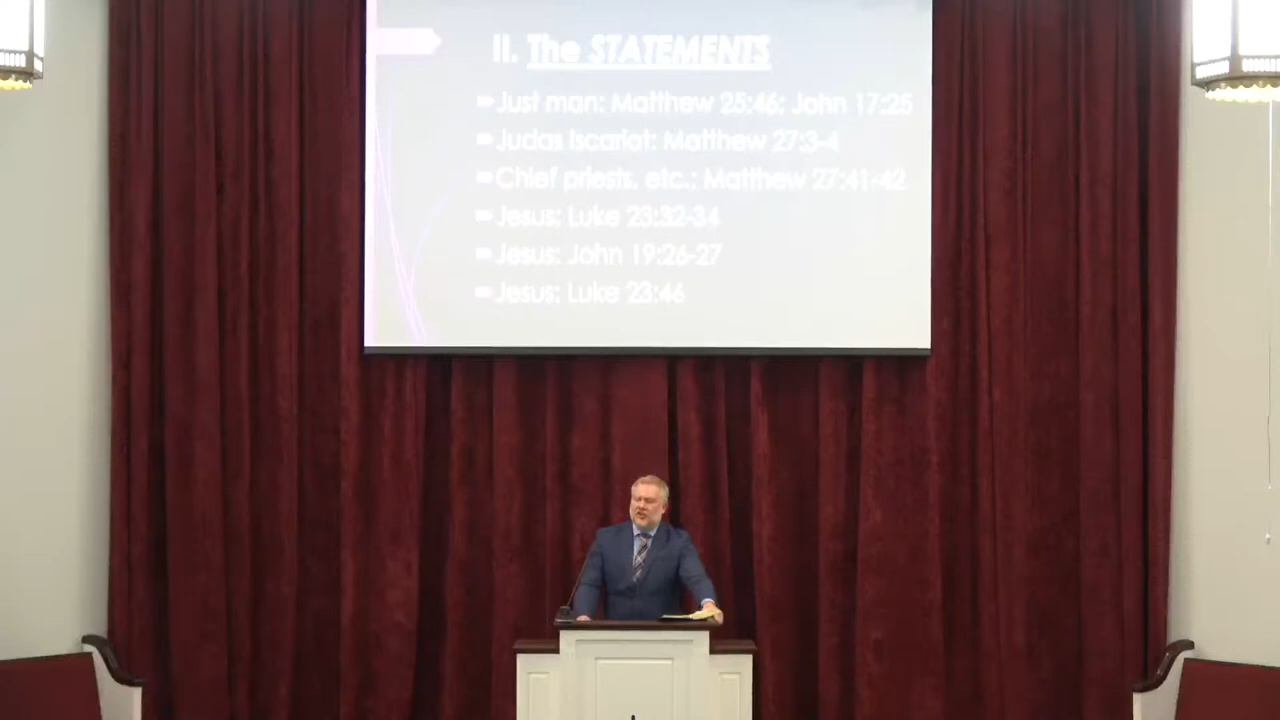 II. The STATEMENTS
Just man: Matthew 25:46; John 17:25
Judas Iscariot: Matthew 27:3-4
Chief priests, etc.: Matthew 27:41-42
Jesus: Luke 23:32-34
Jesus: John 19:26-27
Jesus: Luke 23:46